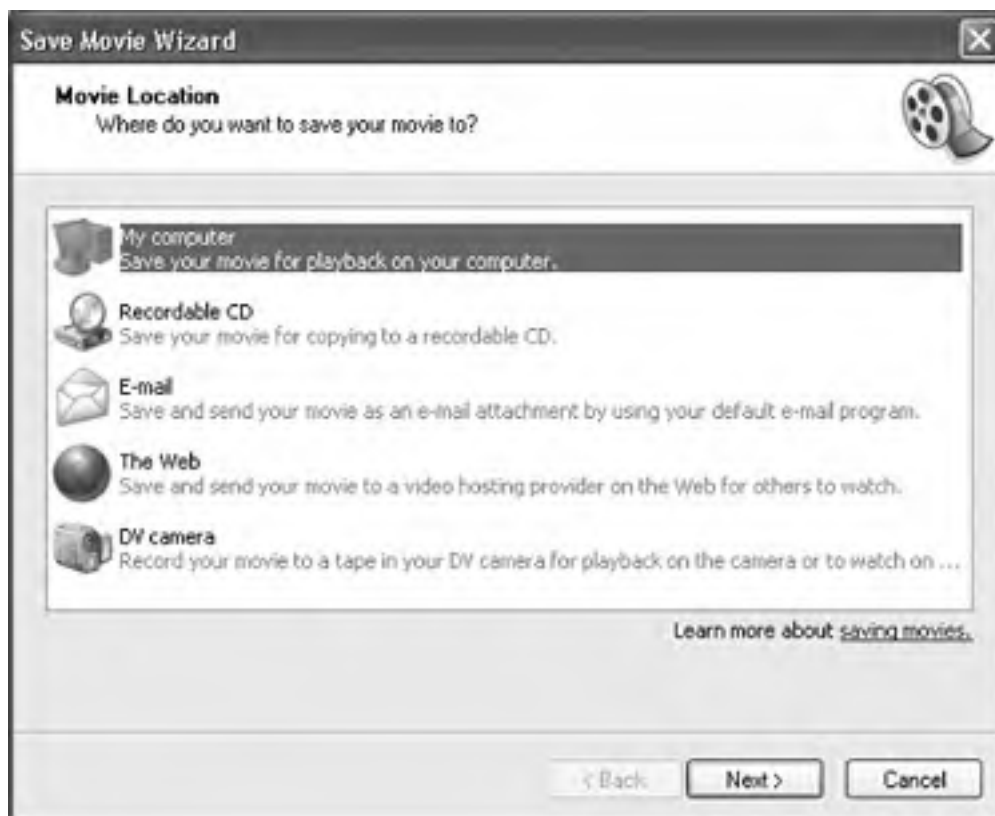 Save Movie Wizard
Movie Location
Where do you want to save your movie to?
My computer
Save your movie for playback on your computer.
Recordable CD
Save your movie for copying to a recordable CD.
E-mail
Save and send your movie as an e-mail attachment by using your default e-mail program.
The Web
Save and send your movie to a video hosting provider on the Web for others to watch.
DV camera
Record your movie to a tape in your DV camera for playback on the camera or to watch on ...
Learn more about saving movies.
< Back Next > Cancel